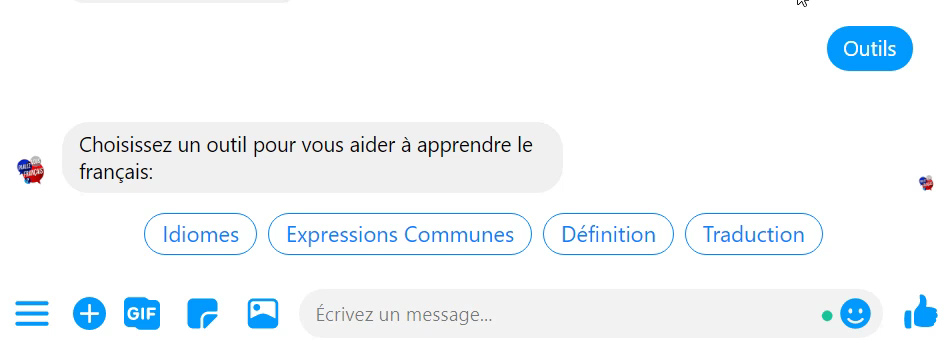 Outils
Choisissez un outil pour vous aider à apprendre le
français:
Idiomes
Expressions Communes
Définition
Traduction
GIF
Écrivez un message...